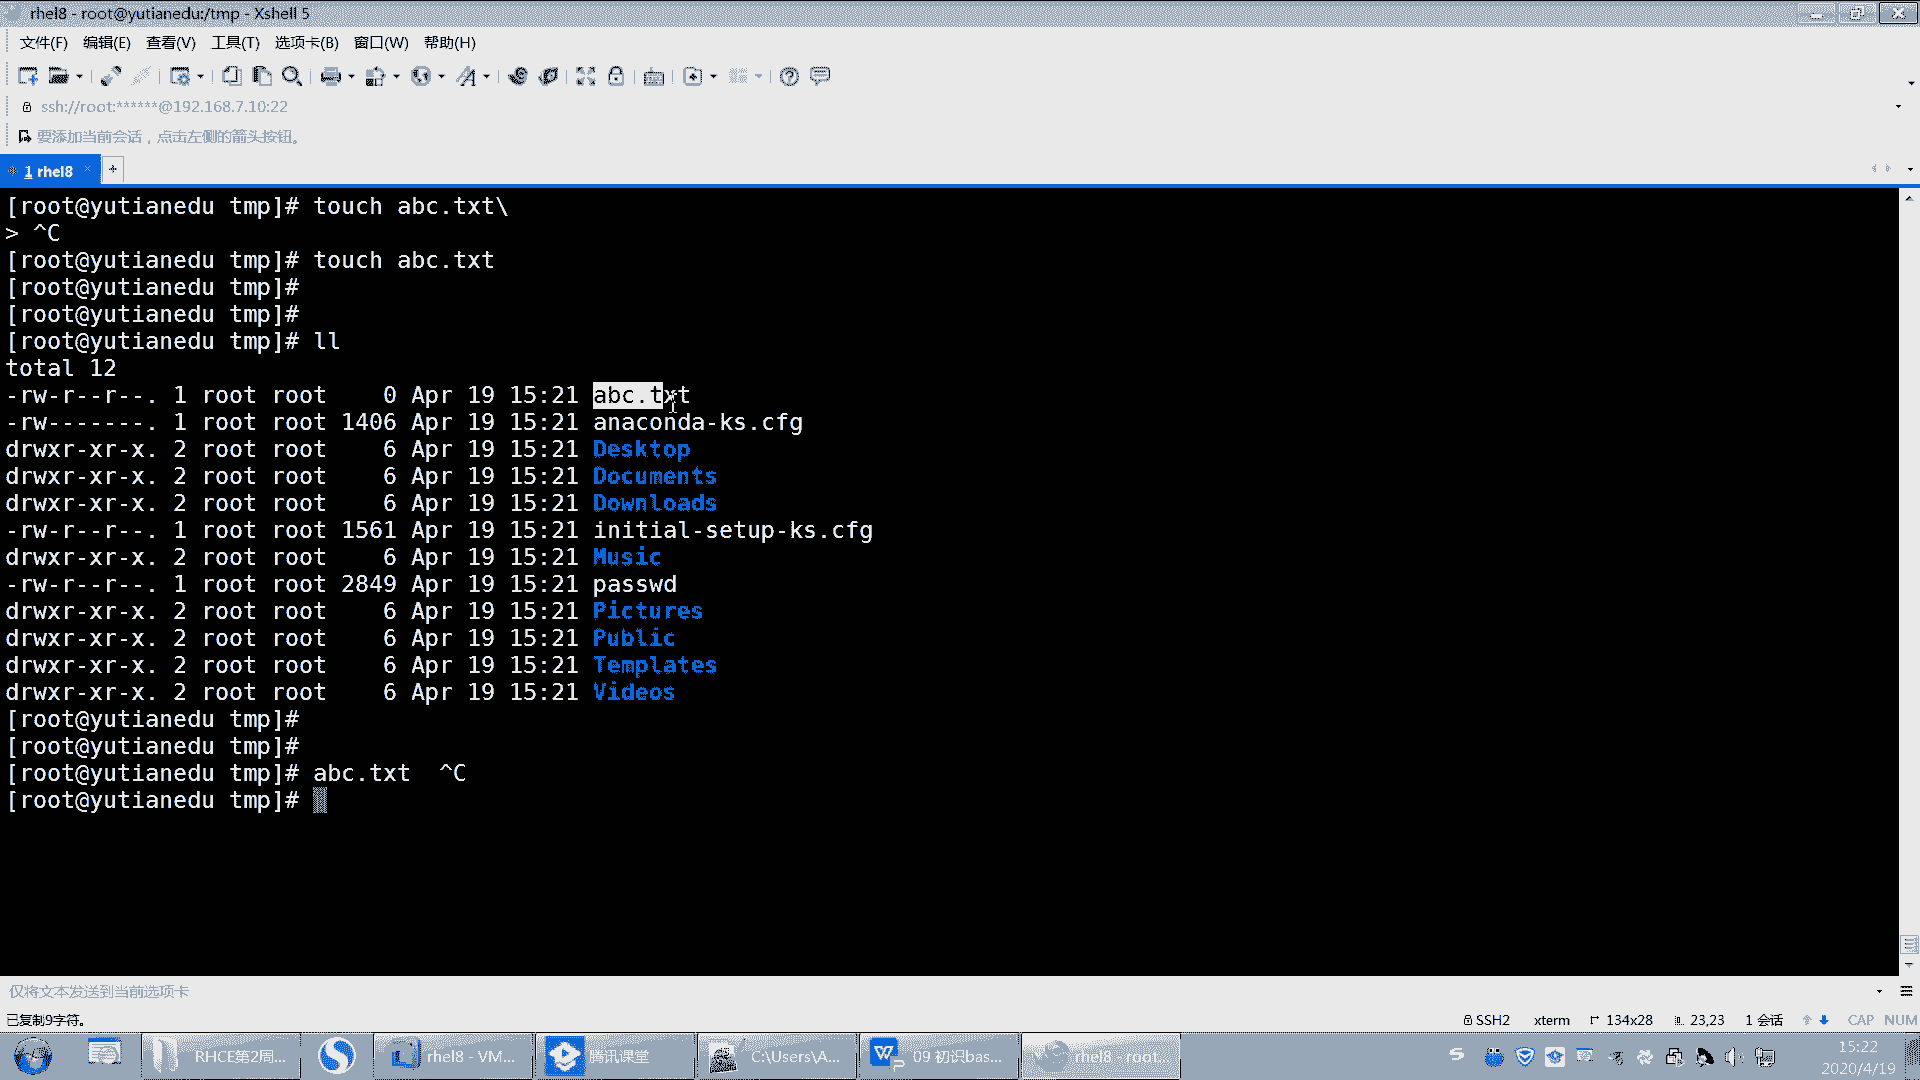 rhel8 - root@yutianedu:/tmp - Xshell 5
文件(F) 编辑(E) 查看(V) 工具(T) 选项卡(B) 窗口(W) 帮助(H)
ssh://root:******@192.168.7.10:22
要添加当前会话，点击左侧的箭头按钮。
1 rhel8
[root@yutianedu tmp]# touch abc.txt\
> ^C
[root@yutianedu tmp]# touch abc.txt
[root@yutianedu tmp]#
[root@yutianedu tmp]#
[root@yutianedu tmp]# ll
total 12
-rw-r--r--. 1 root root    0 Apr 19 15:21 abc.txt
-rw-------. 1 root root 1406 Apr 19 15:21 anaconda-ks.cfg
drwxr-xr-x. 2 root root    6 Apr 19 15:21 Desktop
drwxr-xr-x. 2 root root    6 Apr 19 15:21 Documents
drwxr-xr-x. 2 root root    6 Apr 19 15:21 Downloads
-rw-r--r--. 1 root root 1561 Apr 19 15:21 initial-setup-ks.cfg
drwxr-xr-x. 2 root root    6 Apr 19 15:21 Music
-rw-r--r--. 1 root root 2849 Apr 19 15:21 passwd
drwxr-xr-x. 2 root root    6 Apr 19 15:21 Pictures
drwxr-xr-x. 2 root root    6 Apr 19 15:21 Public
drwxr-xr-x. 2 root root    6 Apr 19 15:21 Templates
drwxr-xr-x. 2 root root    6 Apr 19 15:21 Videos
[root@yutianedu tmp]#
[root@yutianedu tmp]#
[root@yutianedu tmp]# abc.txt  ^C
[root@yutianedu tmp]#
仅将文本发送到当前选项卡
已复制9字符。 SSH2 xterm 134x28 23,23 1 会话 CAP NUM
RHCE第2周... rhel8 - VM... 腾讯课堂 C:\Users\A... 09 初识bas... rhel8 - root... 15:22
2020/4/19